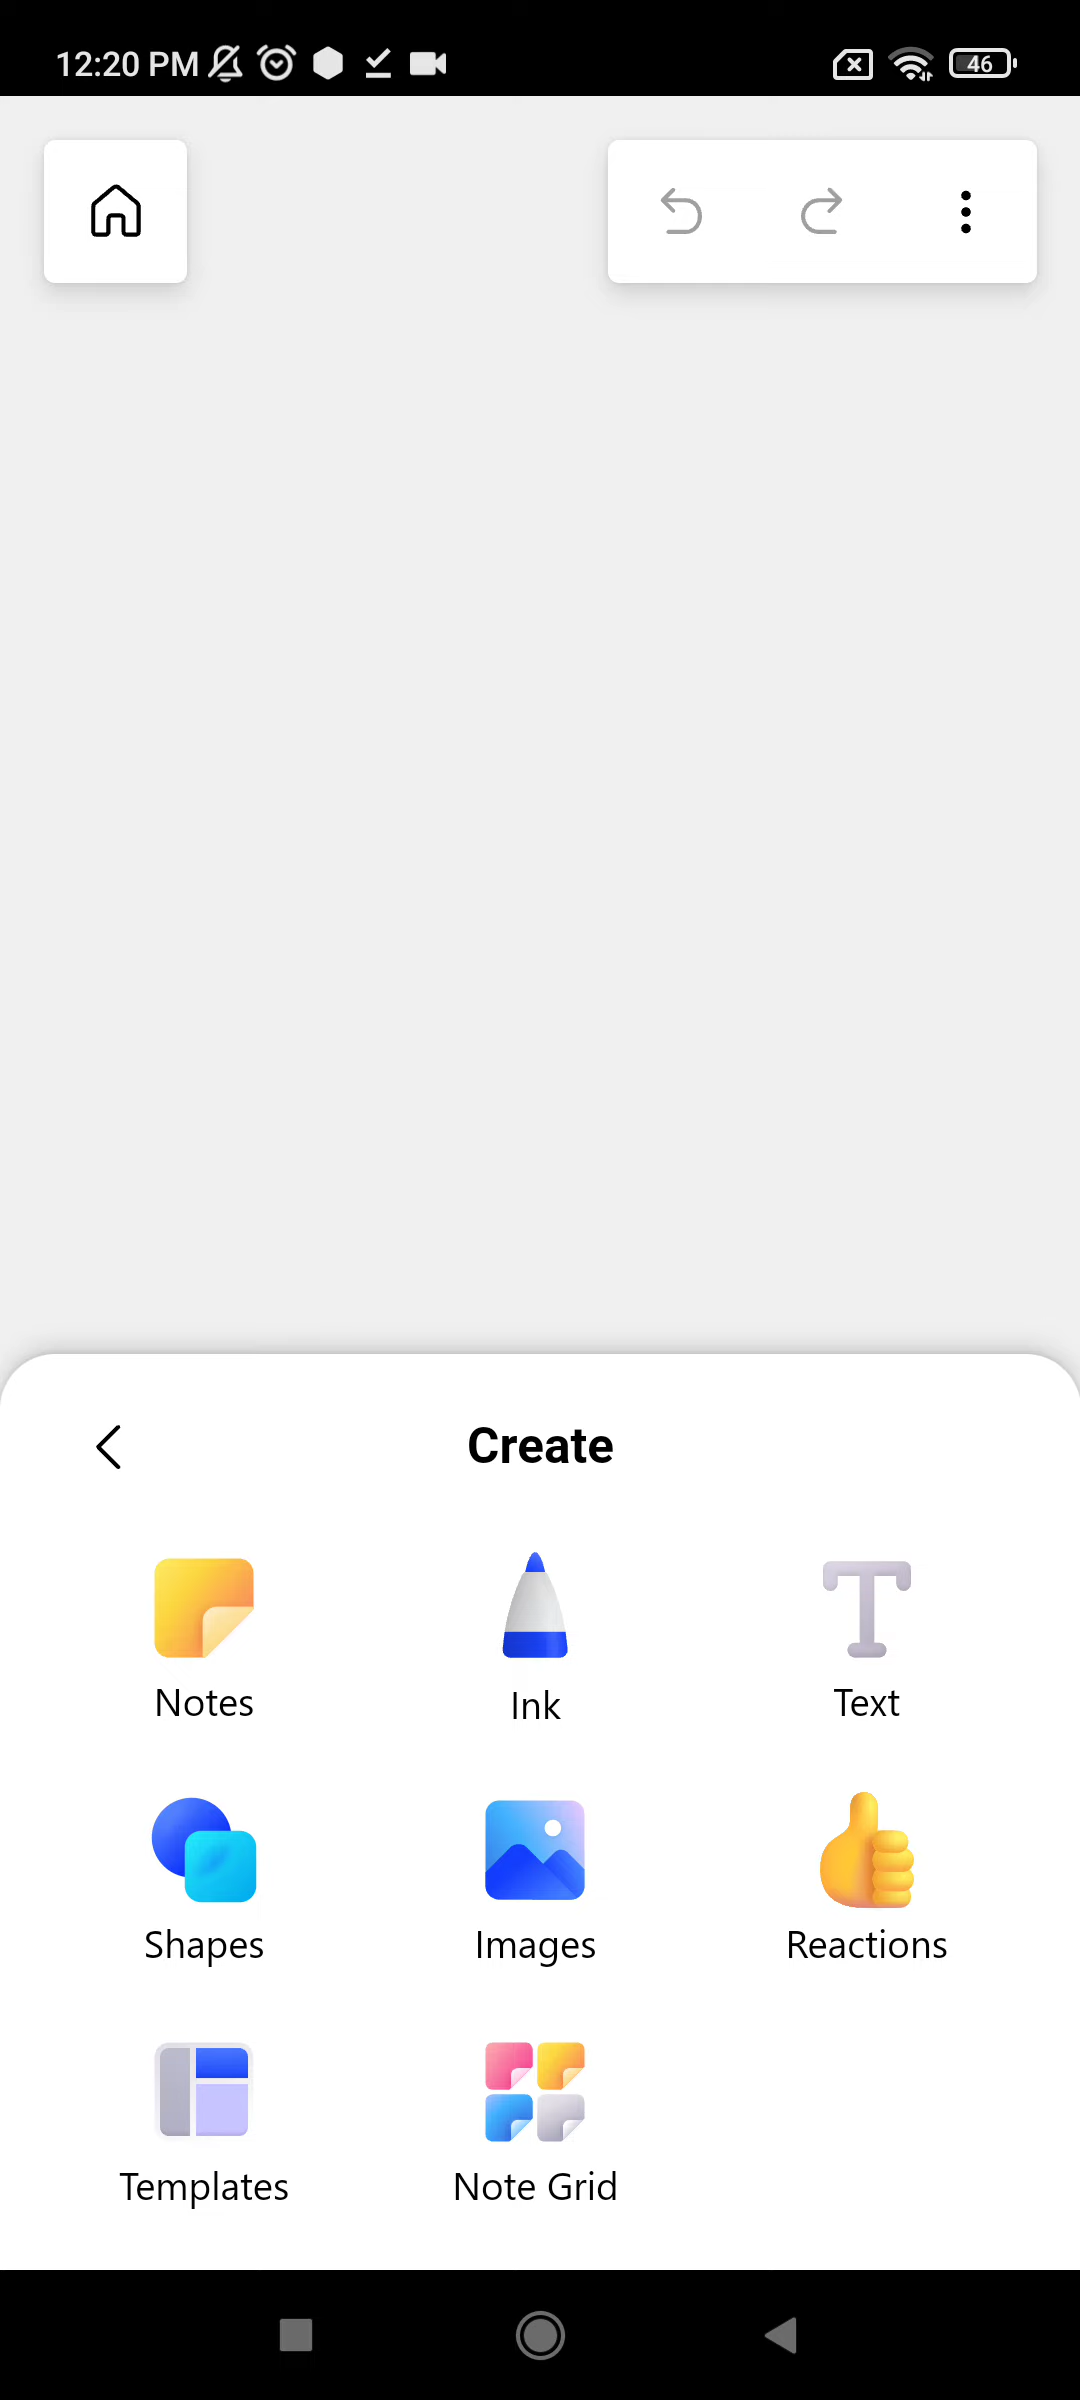 12:20 PM
46
Create
Notes
Ink
Text
Shapes
Images
Reactions
Templates
Note Grid